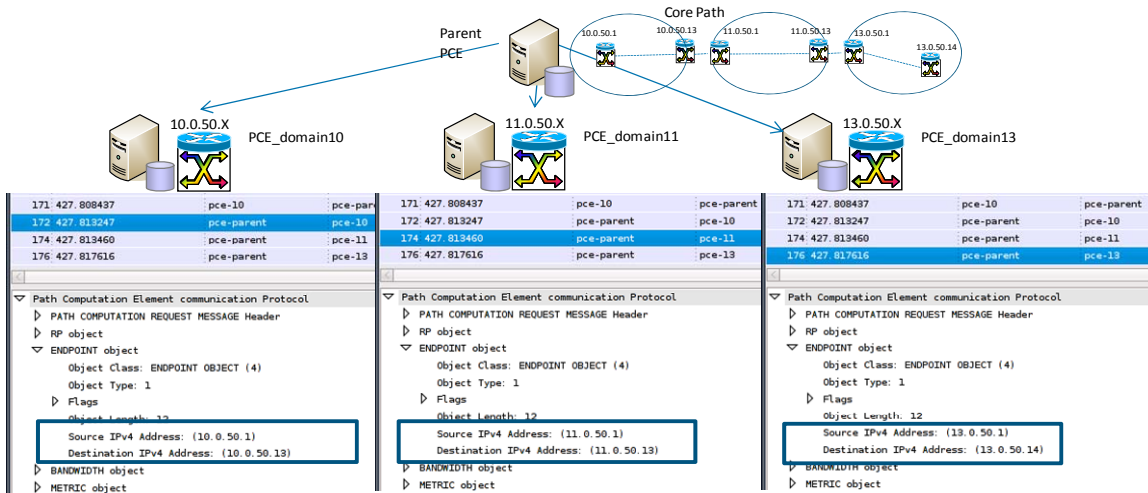 Core Path
Parent
PCE
10.0.50.1
10.0.50.13
11.0.50.1
11.0.50.13
13.0.50.1
13.0.50.14
10.0.50.X
PCE_domain10
11.0.50.X
PCE_domain11
13.0.50.X
PCE_domain13
171 427.808437 pce-10 pce-par
172 427.813247 pce-parent pce-10
174 427.813460 pce-parent pce-11
176 427.817616 pce-parent pce-13
Path Computation Element communication Protocol
PATH COMPUTATION REQUEST MESSAGE Header
RP object
ENDPOINT object
Object Class: ENDPOINT OBJECT (4)
Object Type: 1
Flags
Object Length: 12
Source IPv4 Address: (10.0.50.1)
Destination IPv4 Address: (10.0.50.13)
BANDWIDTH object
METRIC object
171 427.808437 pce-10 pce-parent
172 427.813247 pce-parent pce-10
174 427.813460 pce-parent pce-11
176 427.817616 pce-parent pce-13
Path Computation Element communication Protocol
PATH COMPUTATION REQUEST MESSAGE Header
RP object
ENDPOINT object
Object Class: ENDPOINT OBJECT (4)
Object Type: 1
Flags
Object Length: 12
Source IPv4 Address: (11.0.50.1)
Destination IPv4 Address: (11.0.50.13)
BANDWIDTH object
METRIC object
171 427.808437 pce-10 pce-parent
172 427.813247 pce-parent pce-10
174 427.813460 pce-parent pce-11
176 427.817616 pce-parent pce-13
Path Computation Element communication Protocol
PATH COMPUTATION REQUEST MESSAGE Header
RP object
ENDPOINT object
Object Class: ENDPOINT OBJECT (4)
Object Type: 1
Flags
Object Length: 12
Source IPv4 Address: (13.0.50.1)
Destination IPv4 Address: (13.0.50.14)
BANDWIDTH object
METRIC object